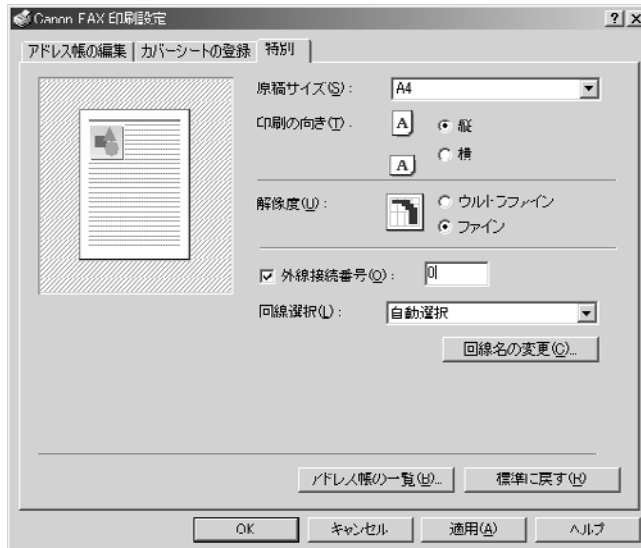 Canon FAX 印刷設定
アドレス帳の編集 カバーシートの登録 特別
原稿サイズ(S): A4
印刷の向き(T): A 縦
A 横
解像度(U): ウルトラファイン
ファイン
外線接続番号(O): 0
回線選択(L): 自動選択
回線名の変更(C)...
アドレス帳の一覧(B)... 標準に戻す(R)
OK キャンセル 適用(A) ヘルプ